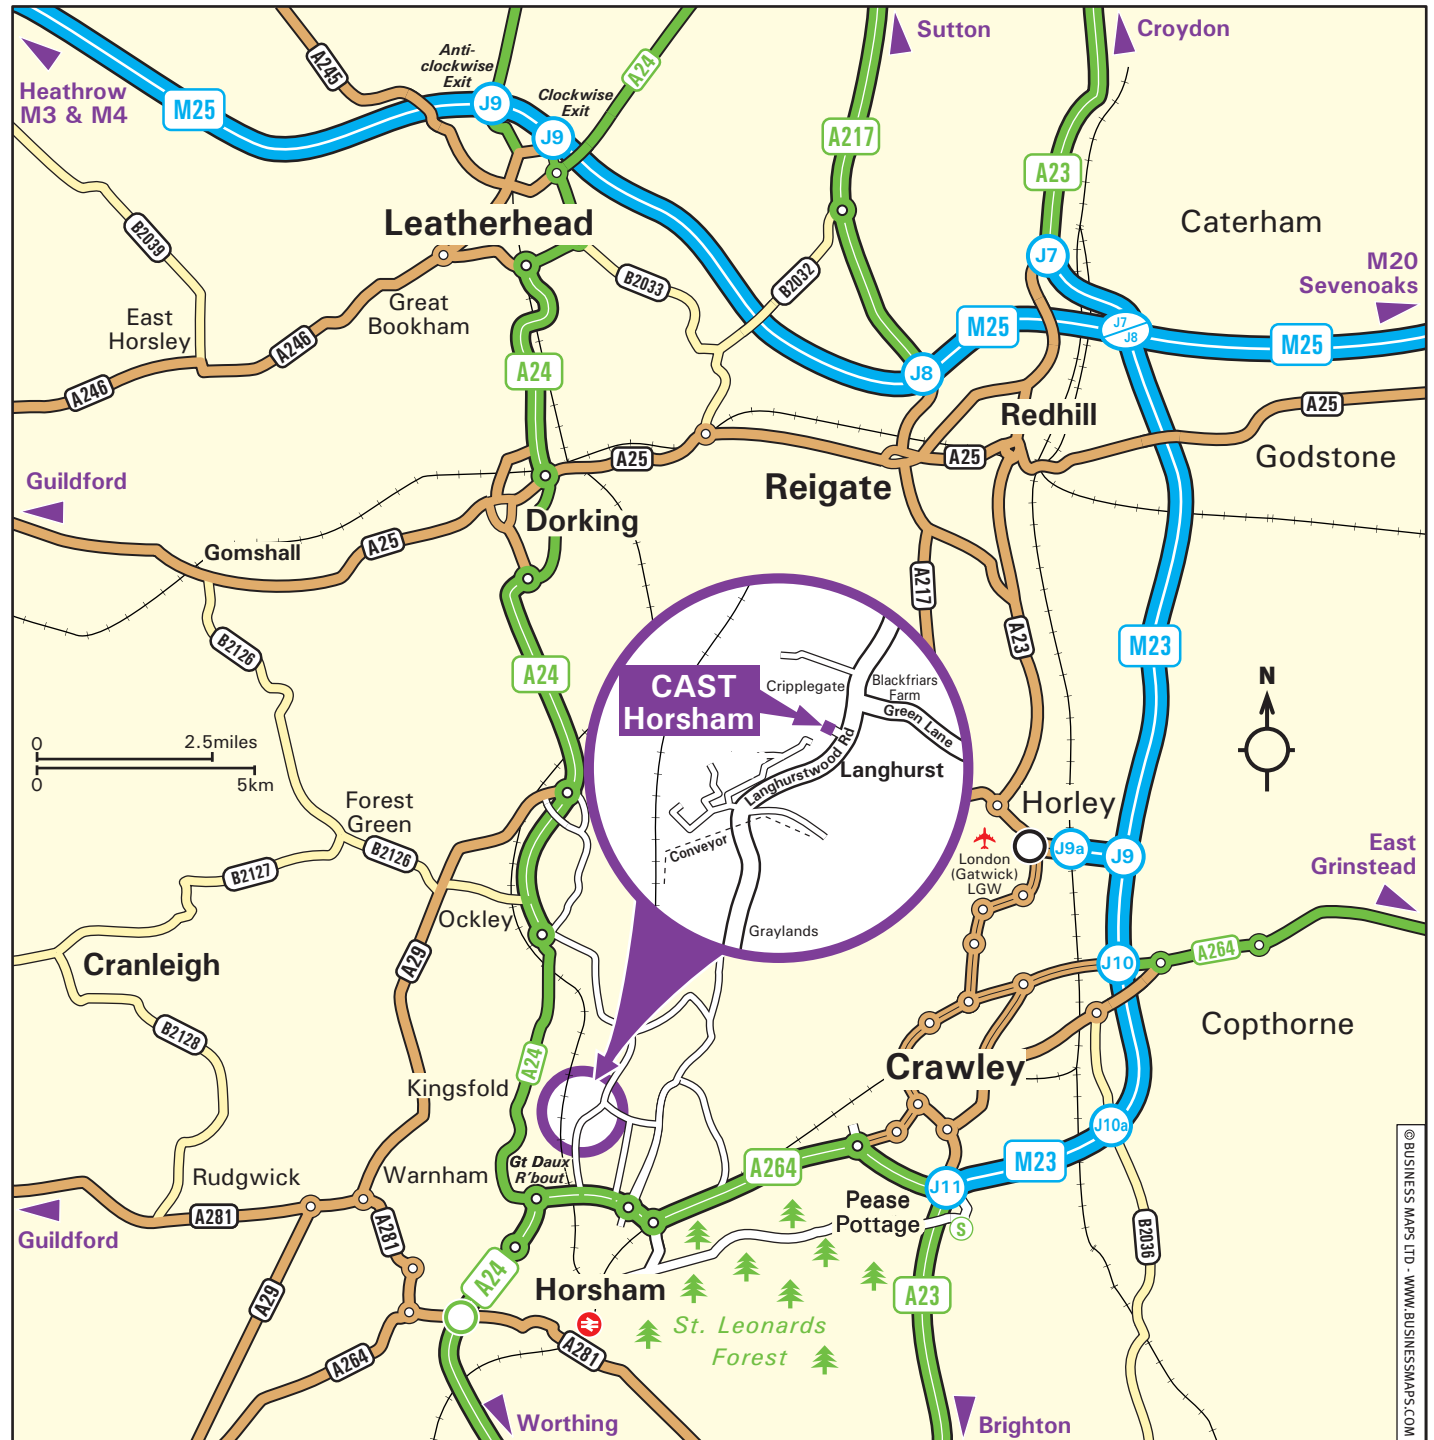 Sutton
Croydon
Heathrow
M3 & M4
Anti-
clockwise
Exit
Clockwise
Exit
A245
A24
M25
J9
J9
A217
A23
Leatherhead
Caterham
M20
Sevenoaks
B2039
B2033
B2032
J7
J7
J8
M25
M25
East
Horsley
Great
Bookham
A246
A246
A24
J8
Redhill
A25
A25
A25
Godstone
Reigate
Guildford
Dorking
Gomshall
A25
A217
A23
M23
B2126
A24
N
0
2.5miles
0
5km
CAST
Horsham
Cripplegate
Blackfriars
Farm
Green Lane
Langhurstwood Rd
Langhurst
Conveyor
Graylands
Forest
Green
B2126
B2127
Ockley
Horley
London
(Gatwick)
LGW
J9a
J9
East
Grinstead
Cranleigh
A29
J10
A264
B2128
Copthorne
A24
Crawley
Kingsfold
J10a
Gt Daux
R'bout
Rudgwick
Warnham
A264
M23
J11
A281
A281
Pease
Pottage
S
Guildford
B2036
A29
A24
Horsham
A23
A264
A281
St. Leonards
Forest
Worthing
Brighton
© BUSINESS MAPS LTD - WWW.BUSINESSMAPS.COM